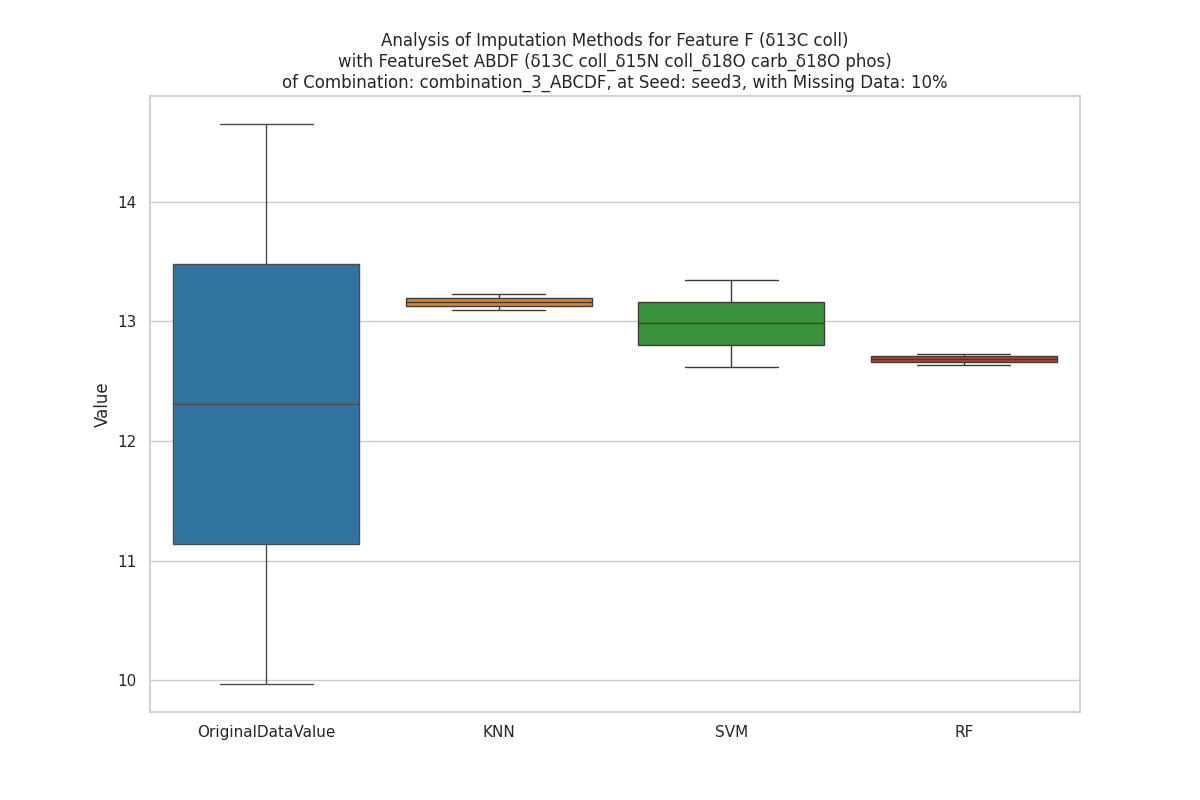 Analysis of Imputation Methods for Feature F (δ13C coll)
with FeatureSet ABDF (δ13C coll_δ15N coll_δ18O carb_δ18O phos)
of Combination: combination_3_ABCDF, at Seed: seed3, with Missing Data: 10%
14
13
12
11
10
Value
OriginalDataValue
KNN
SVM
RF